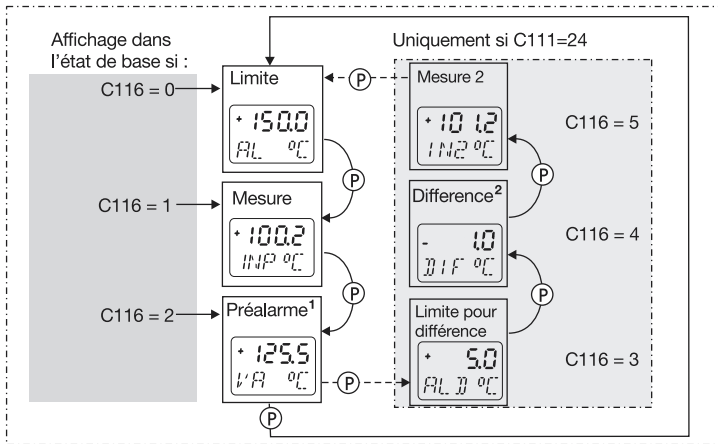 Affichage dans
l'état de base si :
C116 = 0
C116 = 1
C116 = 2
Limite
+ 150.0
AL °C
P
Mesure
+ 100.2
INP °C
P
Préalarme¹
+ 125.5
VA °C
P
P
Uniquement si C111=24
P
Mesure 2
+ 101.2
IN2 °C
C116 = 5
P
Difference²
- 1.0
DIF °C
C116 = 4
P
Limite pour
différence
+ 5.0
AL D °C
C116 = 3